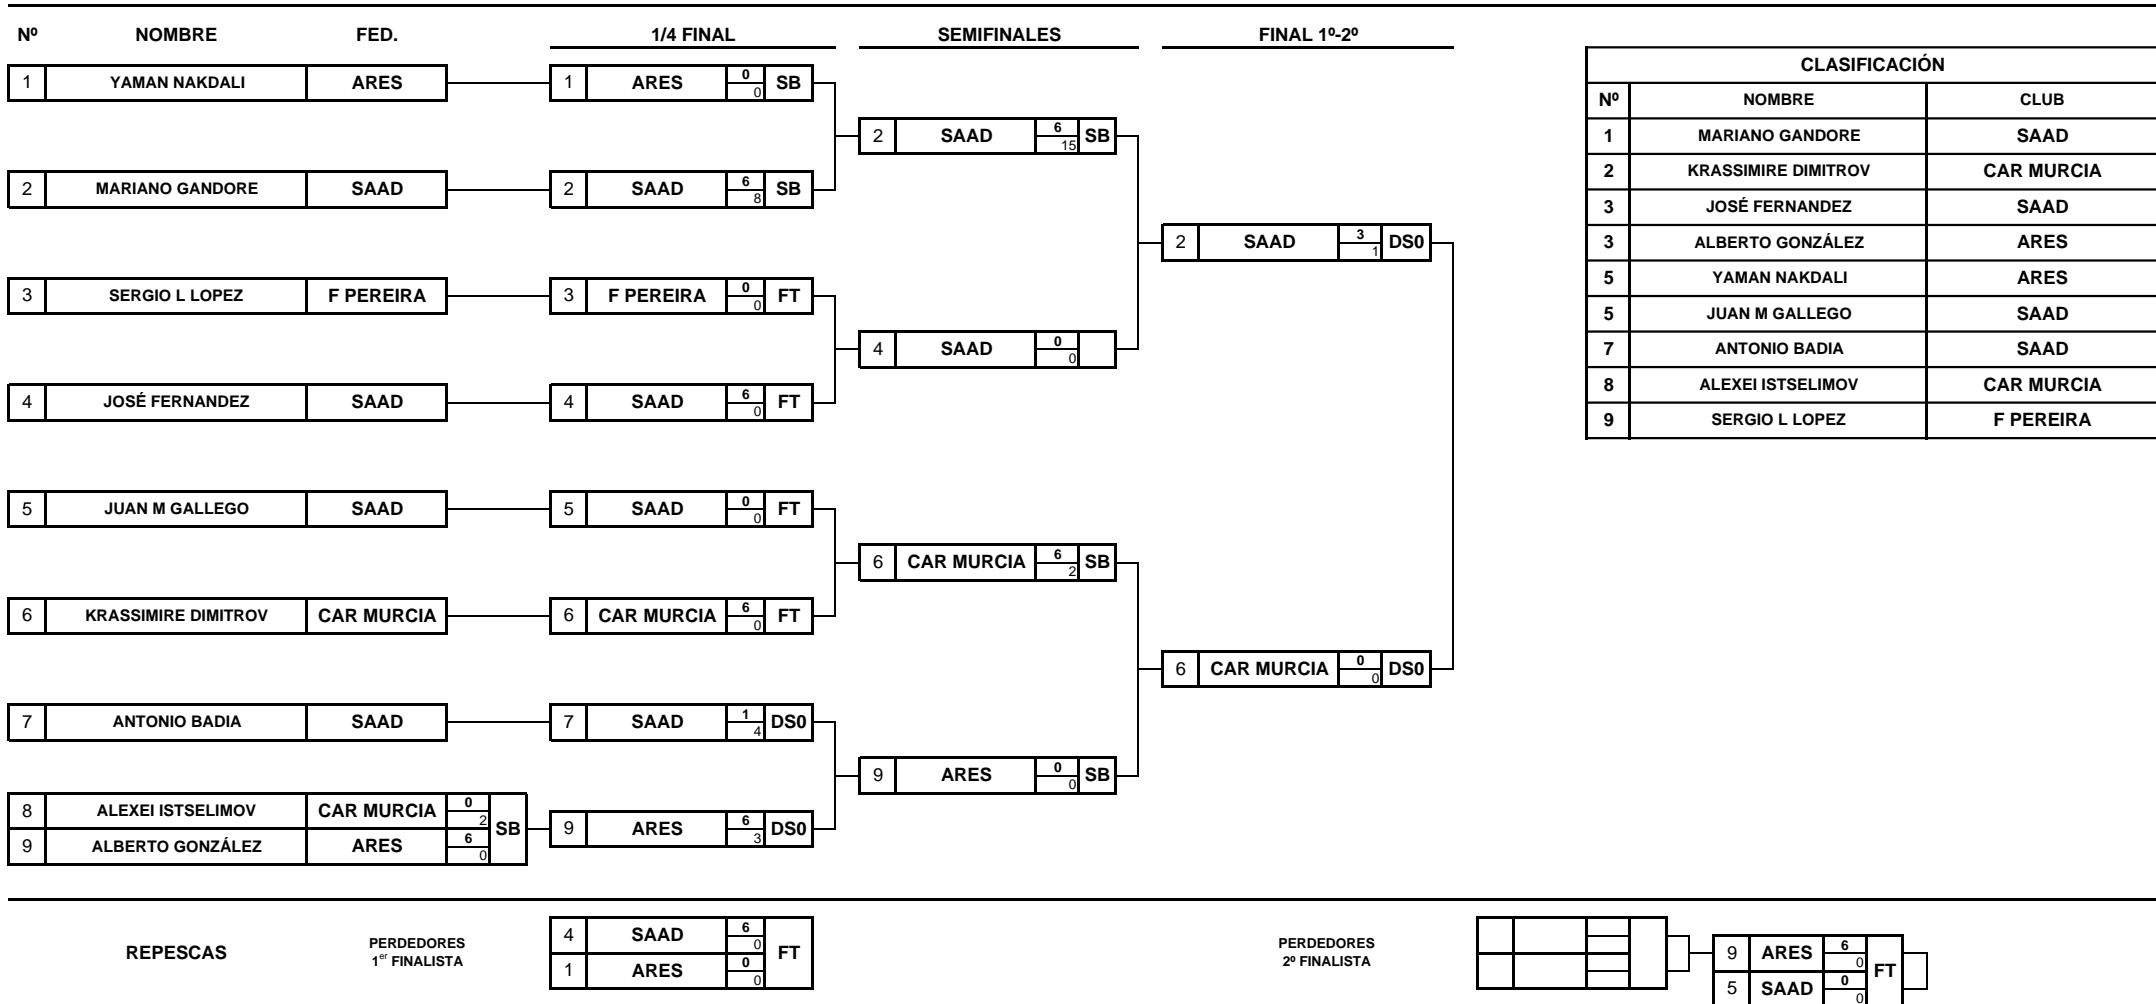 Nº NOMBRE FED. 1/4 FINAL SEMIFINALES FINAL 1º-2º
CLASIFICACIÓN
Nº NOMBRE CLUB
1 MARIANO GANDORE SAAD
2 KRASSIMIRE DIMITROV CAR MURCIA
3 JOSÉ FERNANDEZ SAAD
3 ALBERTO GONZÁLEZ ARES
5 YAMAN NAKDALI ARES
5 JUAN M GALLEGO SAAD
7 ANTONIO BADIA SAAD
8 ALEXEI ISTSELIMOV CAR MURCIA
9 SERGIO L LOPEZ F PEREIRA
1 YAMAN NAKDALI ARES 1 ARES 0 0 SB
2 SAAD 6 15 SB
2 MARIANO GANDORE SAAD 2 SAAD 6 8 SB
2 SAAD 3 1 DS0
3 SERGIO L LOPEZ F PEREIRA 3 F PEREIRA 0 0 FT
4 SAAD 0 0
4 JOSÉ FERNANDEZ SAAD 4 SAAD 6 0 FT
5 JUAN M GALLEGO SAAD 5 SAAD 0 0 FT
6 CAR MURCIA 6 2 SB
6 KRASSIMIRE DIMITROV CAR MURCIA 6 CAR MURCIA 6 0 FT
6 CAR MURCIA 0 0 DS0
7 ANTONIO BADIA SAAD 7 SAAD 1 4 DS0
9 ARES 0 0 SB
8 ALEXEI ISTSELIMOV CAR MURCIA 0 2 SB
9 ALBERTO GONZÁLEZ ARES 6 0
9 ARES 6 3 DS0
REPESCAS
PERDEDORES
1er FINALISTA
4 SAAD 6 0 FT
1 ARES 0 0
PERDEDORES
2º FINALISTA
9 ARES 6 0 FT
5 SAAD 0 0